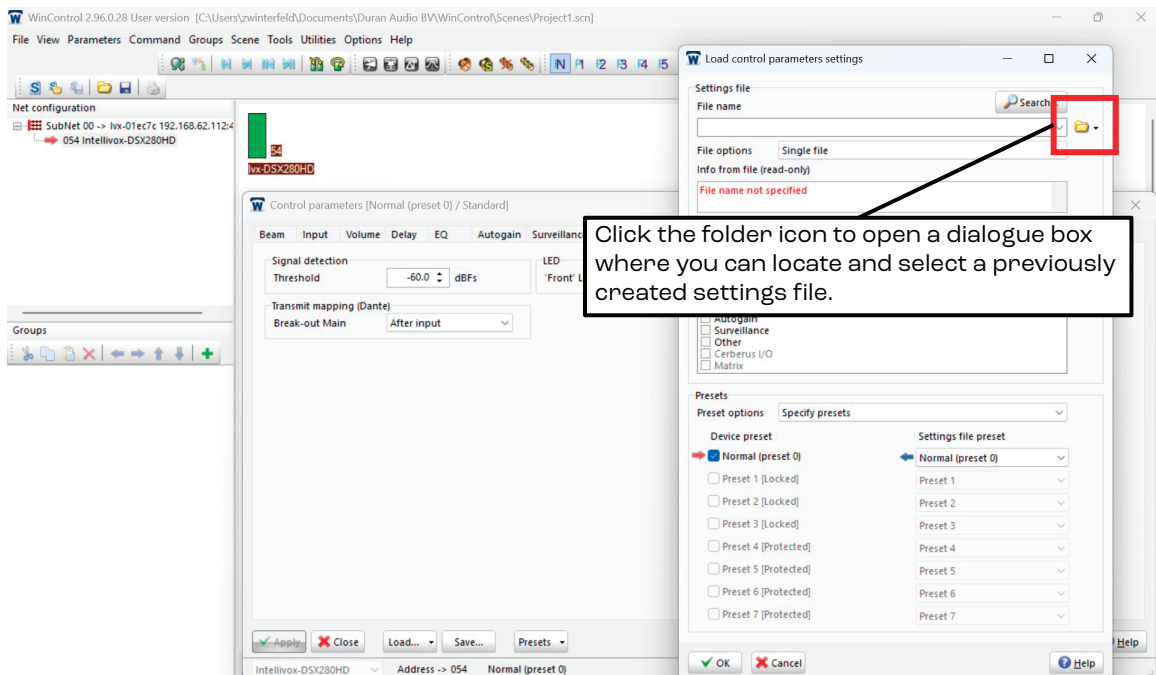 WinControl 2.96.0.28 User version [C:\Users\zwinterfeld\Documents\Duran Audio BV\WinControl\Scenes\Project1.scn]
File View Parameters Command Groups Scene Tools Utilities Options Help
N P1 P2 P3 P4 P5
S
Net configuration
SubNet 00 -> lvx-01ec7c 192.168.62.112:4
054 Intellivox-DSX280HD
54
lvx-DSX280HD
Groups
Control parameters [Normal (preset 0) / Standard]
Beam Input Volume Delay EQ Autogain Surveillance
Signal detection
Threshold -60.0 dBFs
LED
'Front' L
Transmit mapping (Dante)
Break-out Main After input
Apply Close Load... Save... Presets Help
Intellivox-DSX280HD Address -> 054 Normal (preset 0)
Load control parameters settings
Settings file
File name Search
File options Single file
Info from file (read-only)
File name not specified
Click the folder icon to open a dialogue box
where you can locate and select a previously
created settings file.
Autogain
Surveillance
Other
Cerberus I/O
Matrix
Presets
Preset options Specify presets
Device preset Settings file preset
Normal (preset 0) Normal (preset 0)
Preset 1 [Locked] Preset 1
Preset 2 [Locked] Preset 2
Preset 3 [Locked] Preset 3
Preset 4 [Protected] Preset 4
Preset 5 [Protected] Preset 5
Preset 6 [Protected] Preset 6
Preset 7 [Protected] Preset 7
OK Cancel Help